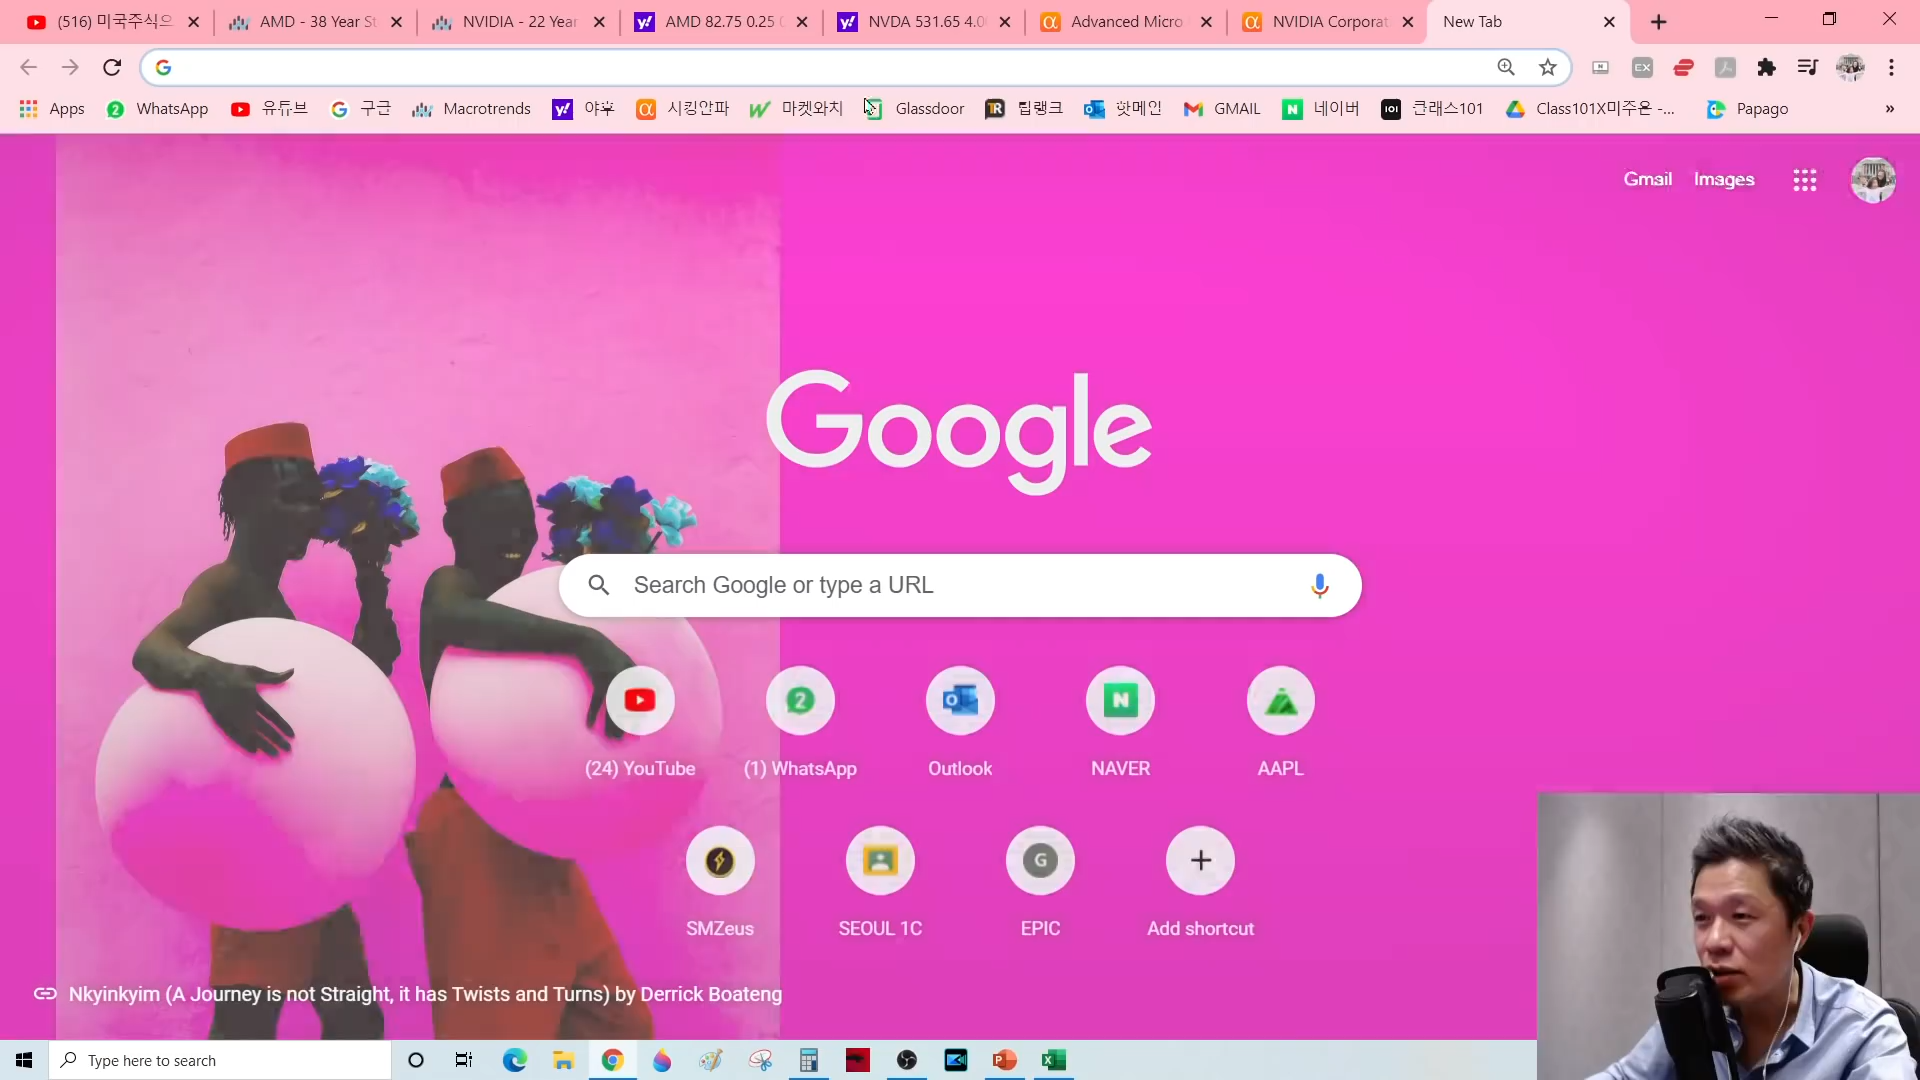 (516) 미국주식으
AMD - 38 Year St
NVIDIA - 22 Year
AMD 82.75 0.25
NVDA 531.65 4.0
Advanced Micro
NVIDIA Corporat
New Tab
Apps
WhatsApp
유튜브
구글
Macrotrends
야후
시킹알파
마켓와치
Glassdoor
팁랭크
핫메일
GMAIL
네이버
클래스101
Class101X미주은 -...
Papago
»
Gmail
Images
Google
Search Google or type a URL
(24) YouTube
(1) WhatsApp
Outlook
NAVER
AAPL
SMZeus
SEOUL 1C
EPIC
Add shortcut
Nkyinkyim (A Journey is not Straight, it has Twists and Turns) by Derrick Boateng
Type here to search